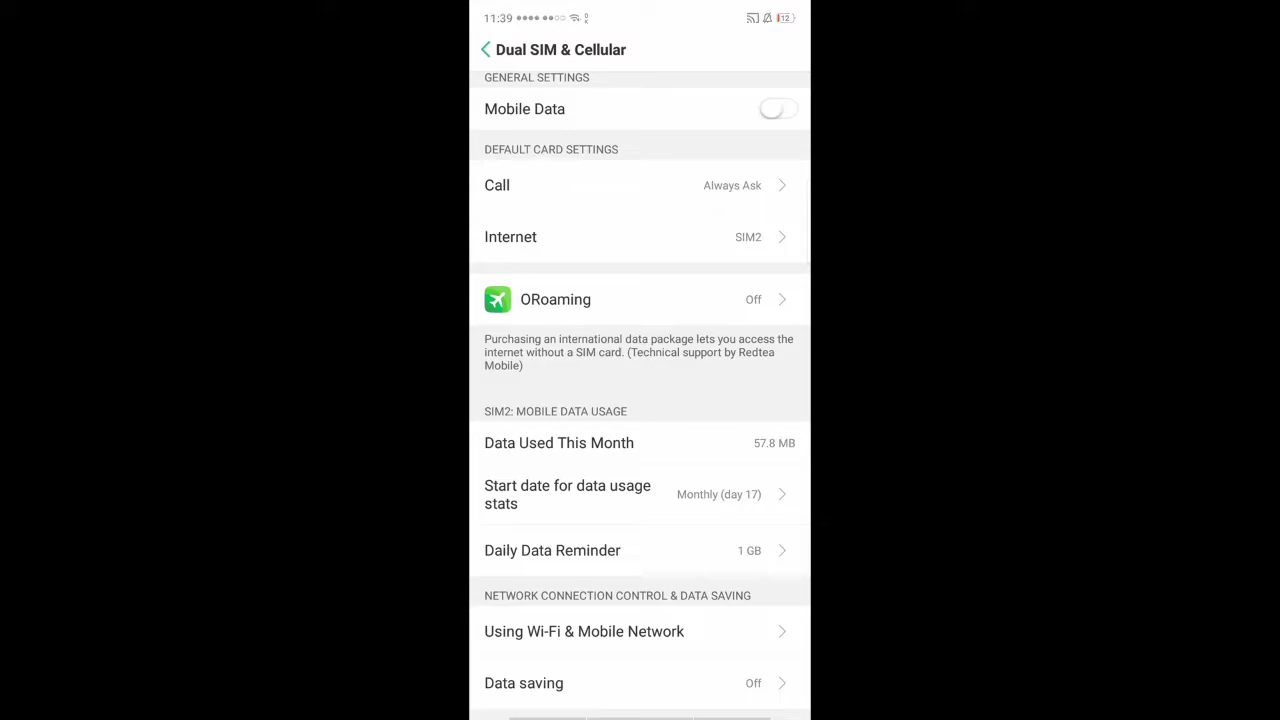 11:39
12
Dual SIM & Cellular
GENERAL SETTINGS
Mobile Data
DEFAULT CARD SETTINGS
Call Always Ask
Internet SIM2
ORoaming Off
Purchasing an international data package lets you access the
internet without a SIM card. (Technical support by Redtea
Mobile)
SIM2: MOBILE DATA USAGE
Data Used This Month 57.8 MB
Start date for data usage
stats
Monthly (day 17)
Daily Data Reminder 1 GB
NETWORK CONNECTION CONTROL & DATA SAVING
Using Wi-Fi & Mobile Network
Data saving Off